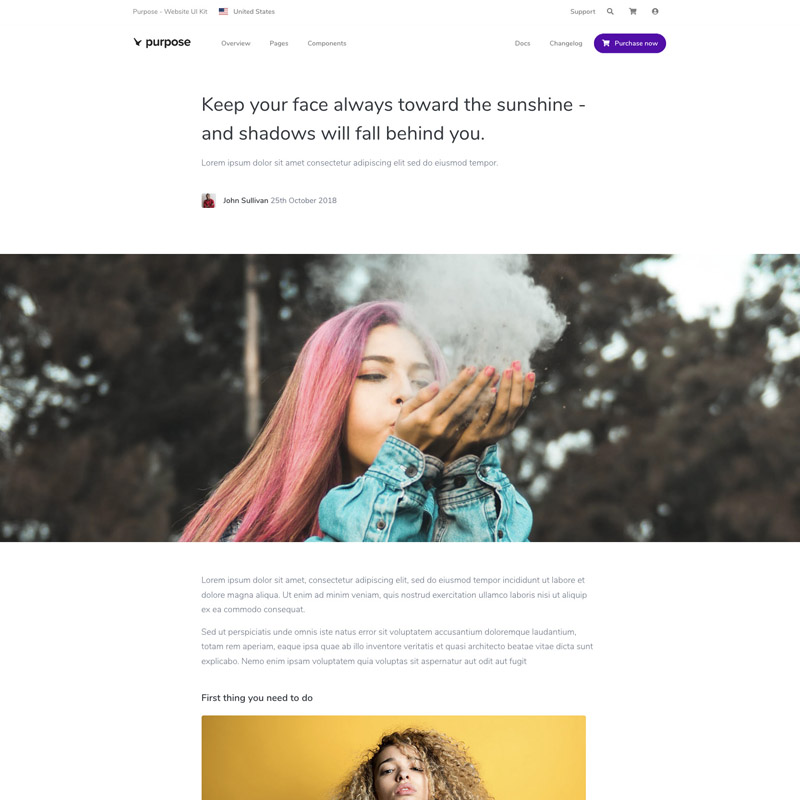 Purpose - Website UI Kit United States Support
purpose Overview Pages Components Docs Changelog Purchase now
Keep your face always toward the sunshine -
and shadows will fall behind you.
Lorem ipsum dolor sit amet consectetur adipiscing elit sed do eiusmod tempor.
John Sullivan 25th October 2018
Lorem ipsum dolor sit amet, consectetur adipiscing elit, sed do eiusmod tempor incididunt ut labore et
dolore magna aliqua. Ut enim ad minim veniam, quis nostrud exercitation ullamco laboris nisi ut aliquip
ex ea commodo consequat.
Sed ut perspiciatis unde omnis iste natus error sit voluptatem accusantium doloremque laudantium,
totam rem aperiam, eaque ipsa quae ab illo inventore veritatis et quasi architecto beatae vitae dicta sunt
explicabo. Nemo enim ipsam voluptatem quia voluptas sit aspernatur aut odit aut fugit
First thing you need to do